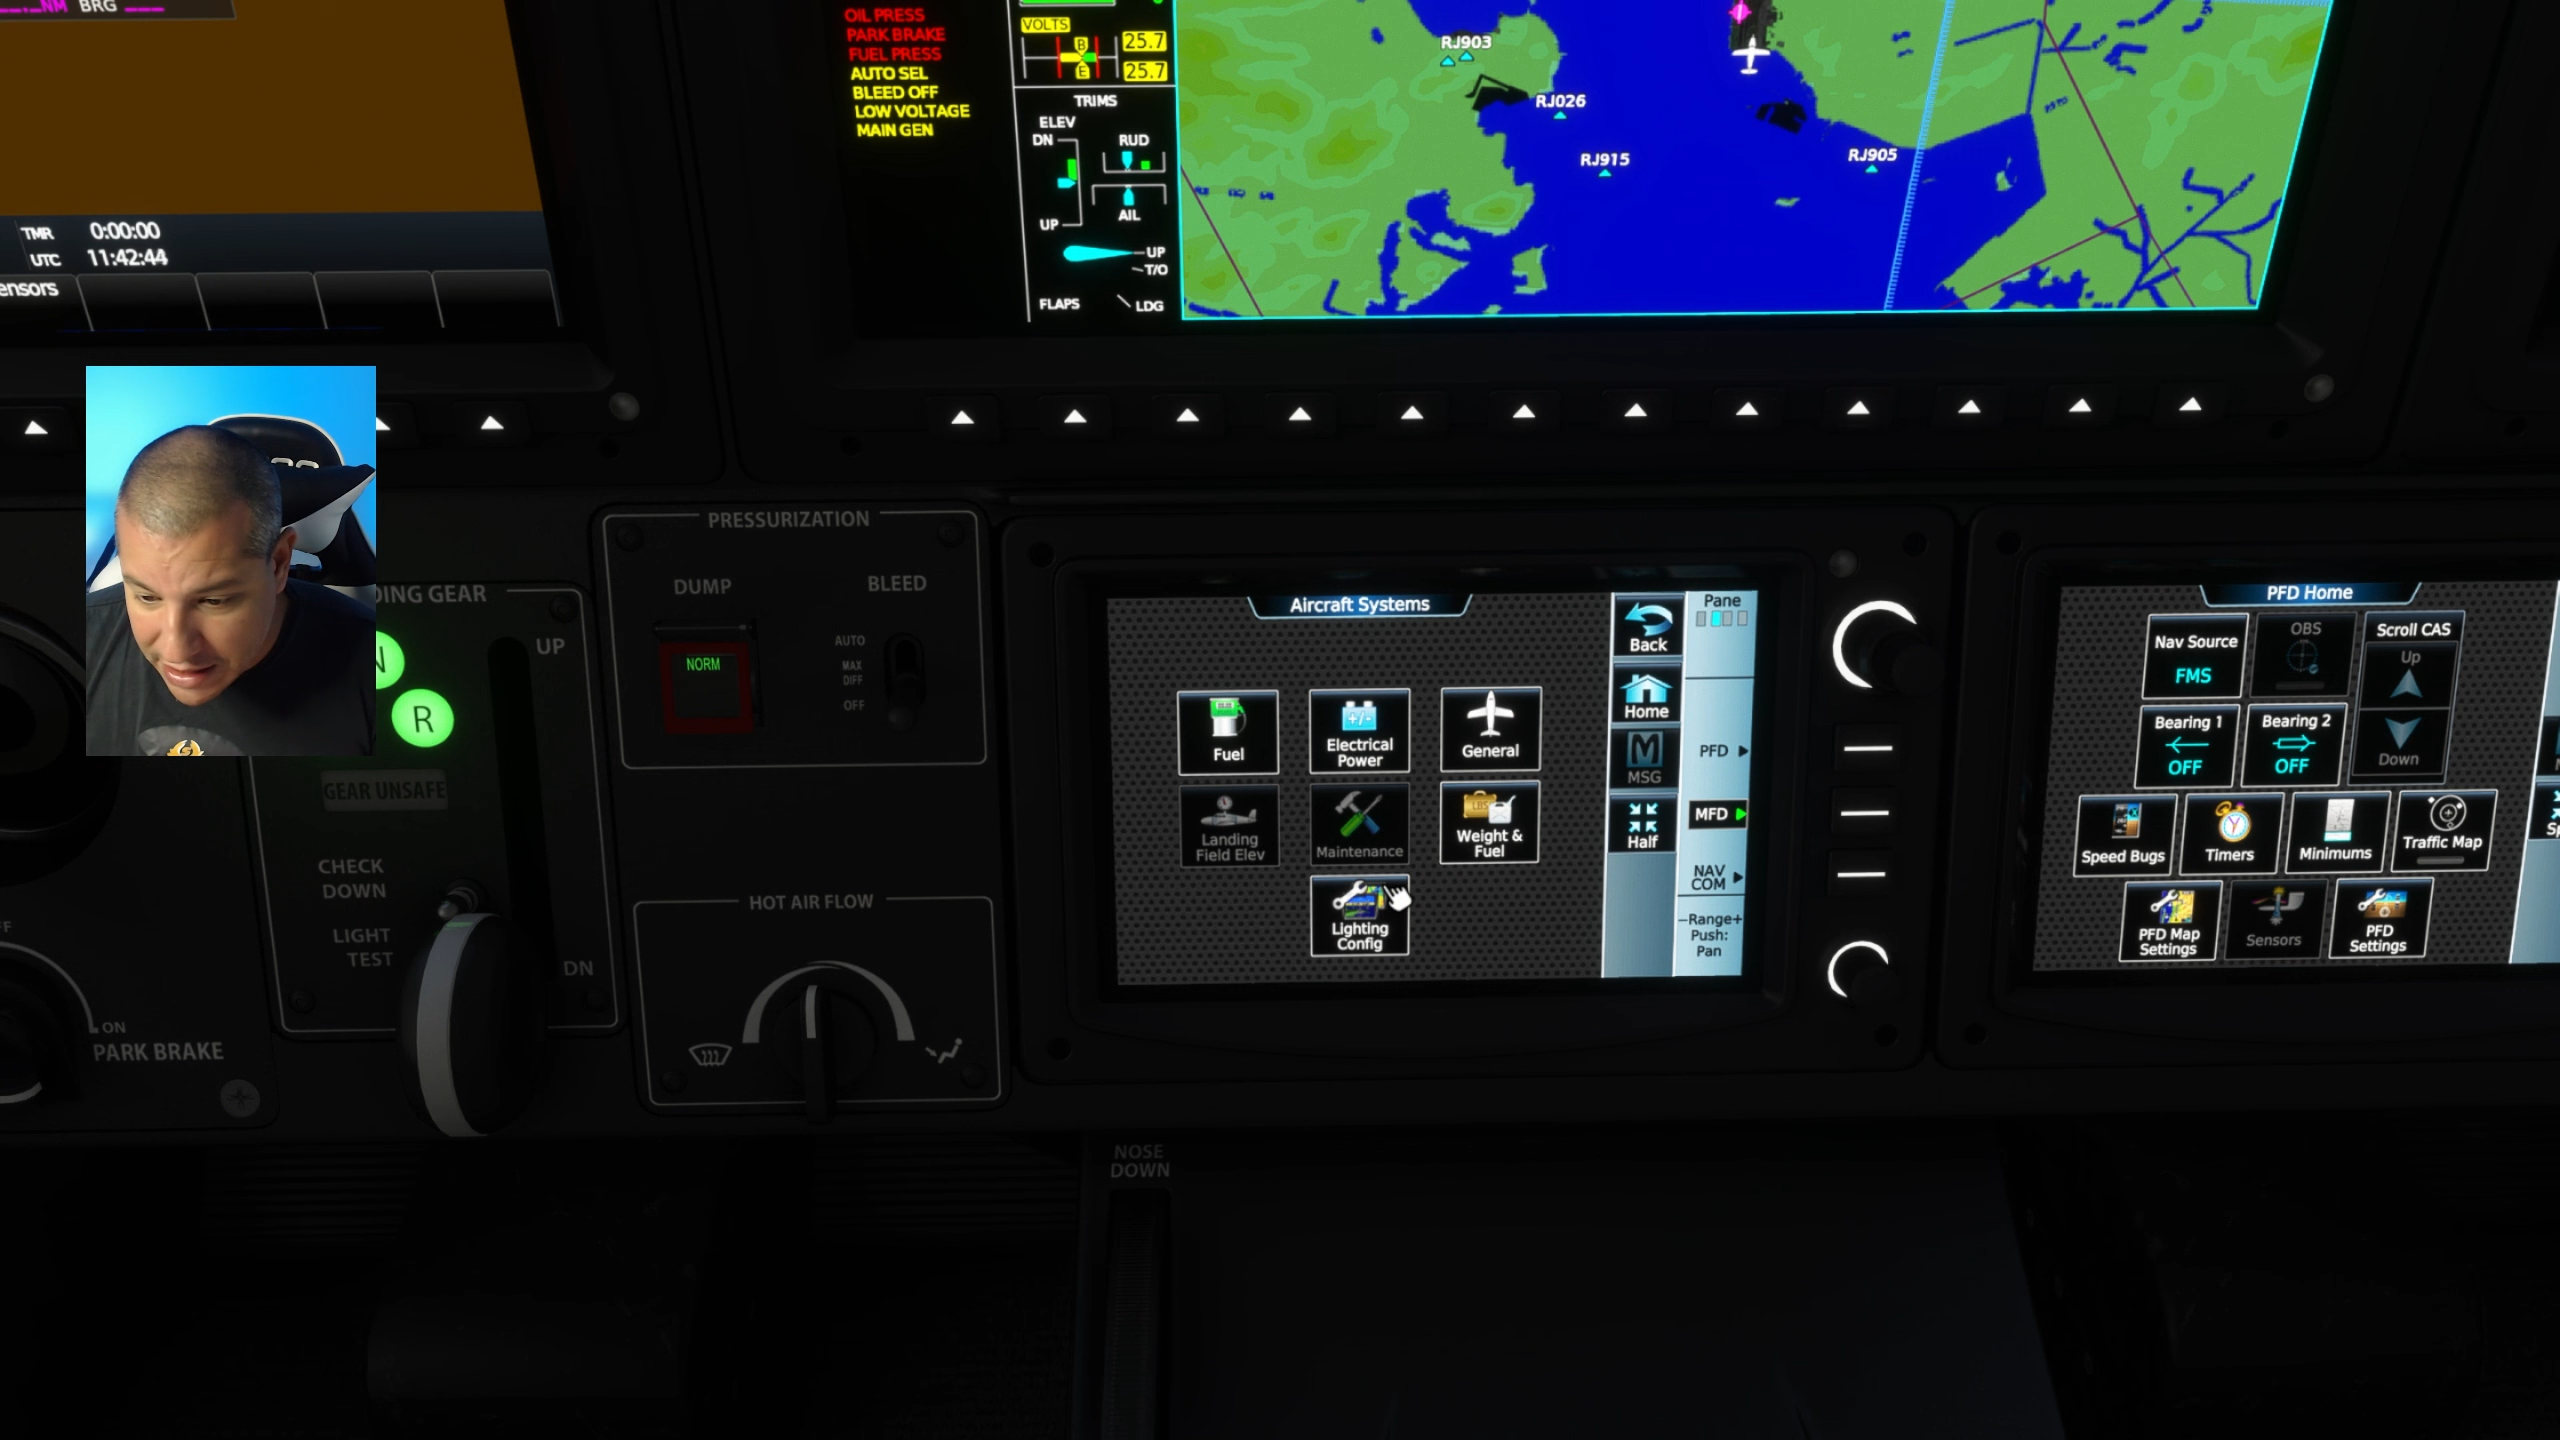 _._NM BRG ___
TMR 0:00:00
UTC 11:42:44
ensors
OIL PRESS
PARK BRAKE
FUEL PRESS
AUTO SEL
BLEED OFF
LOW VOLTAGE
MAIN GEN
VOLTS
B
E
25.7
25.7
TRIMS
ELEV
DN
RUD
UP
AIL
UP
T/O
FLAPS
LDG
RJ903
RJ026
RJ915
RJ905
DING GEAR
UP
N
R
GEAR UNSAFE
CHECK
DOWN
LIGHT
TEST
DN
FF
ON
PARK BRAKE
PRESSURIZATION
DUMP
BLEED
NORM
AUTO
MAX
DIFF
OFF
HOT AIR FLOW
NOSE
DOWN
Aircraft Systems
Fuel
Electrical
Power
General
Landing
Field Elev
Maintenance
Weight &
Fuel
Lighting
Config
Back
Home
MSG
Half
Pane
PFD
MFD
NAV
COM
-Range+
Push:
Pan
PFD Home
Nav Source
FMS
OBS
Scroll CAS
Up
Down
Bearing 1
OFF
Bearing 2
OFF
Speed Bugs
Timers
Minimums
Traffic Map
PFD Map
Settings
Sensors
PFD
Settings